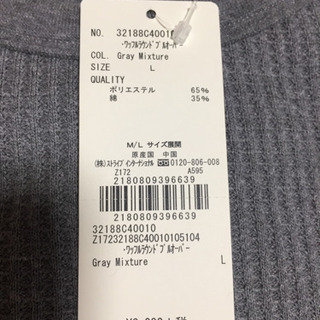 NO. 32188C40010
･ワッフルラウンドプルオーバー
COL. Gray Mixture
SIZE L
QUALITY
ポリエステル 65%
綿 35%
M/L サイズ展開
原産国 中国
(株)ストライプインターナショナル 0120-806-008
Z172 A595
2180809396639
2180809396639
32188C40010
Z17232188C40010105104
･ワッフルラウンドプルオーバー
Gray Mixture L